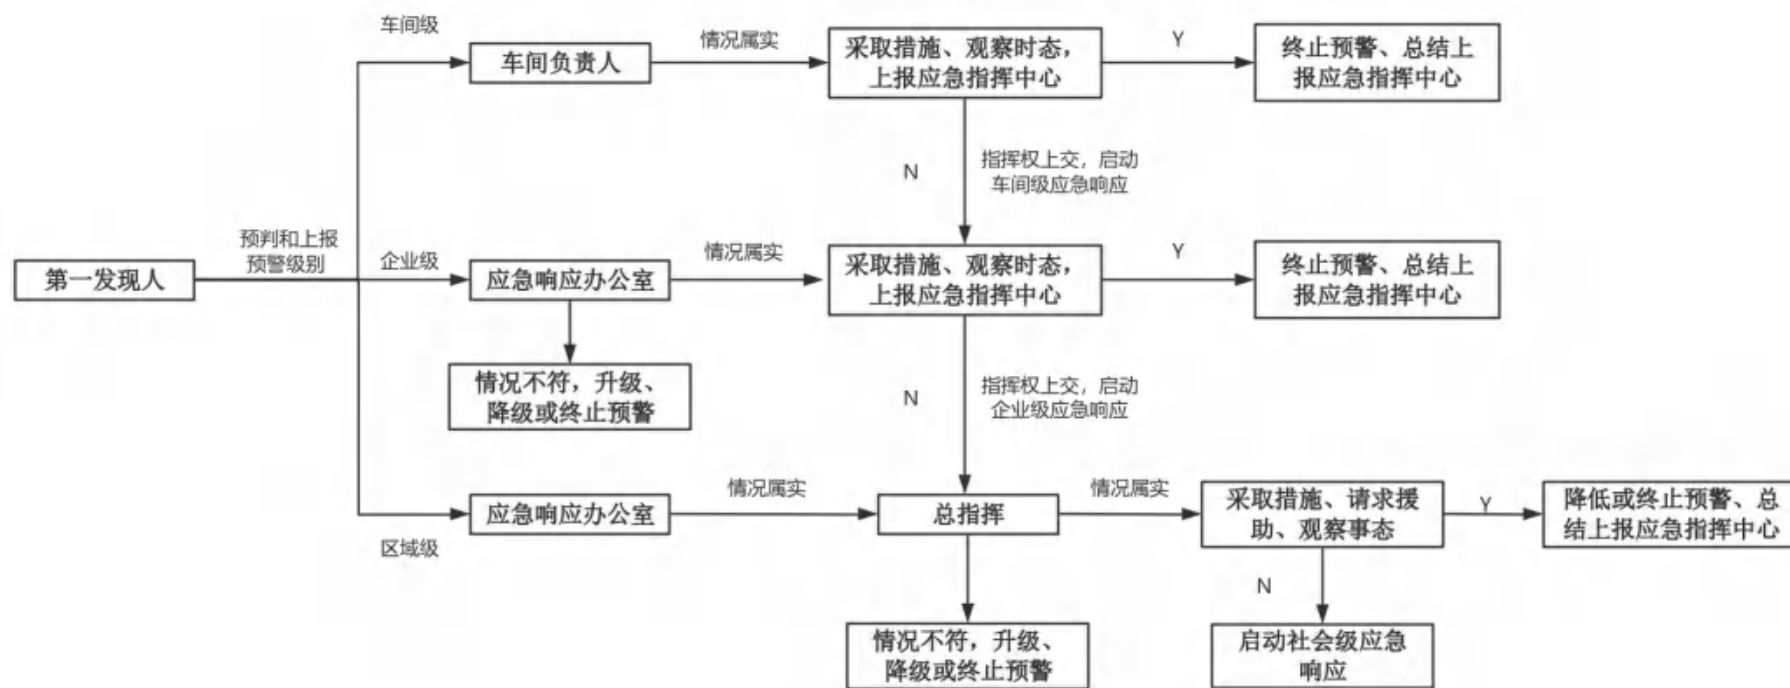 车间级
车间负责人
情况属实
采取措施、观察时态，
上报应急指挥中心
Y
终止预警、总结上
报应急指挥中心
N
指挥权上交，启动
车间级应急响应
第一发现人
预判和上报
预警级别
企业级
应急响应办公室
情况属实
采取措施、观察时态，
上报应急指挥中心
Y
终止预警、总结上
报应急指挥中心
情况不符，升级、
降级或终止预警
N
指挥权上交，启动
企业级应急响应
区域级
应急响应办公室
情况属实
总指挥
情况属实
采取措施、请求援
助、观察事态
Y
降低或终止预警、总
结上报应急指挥中心
情况不符，升级、
降级或终止预警
N
启动社会级应急
响应